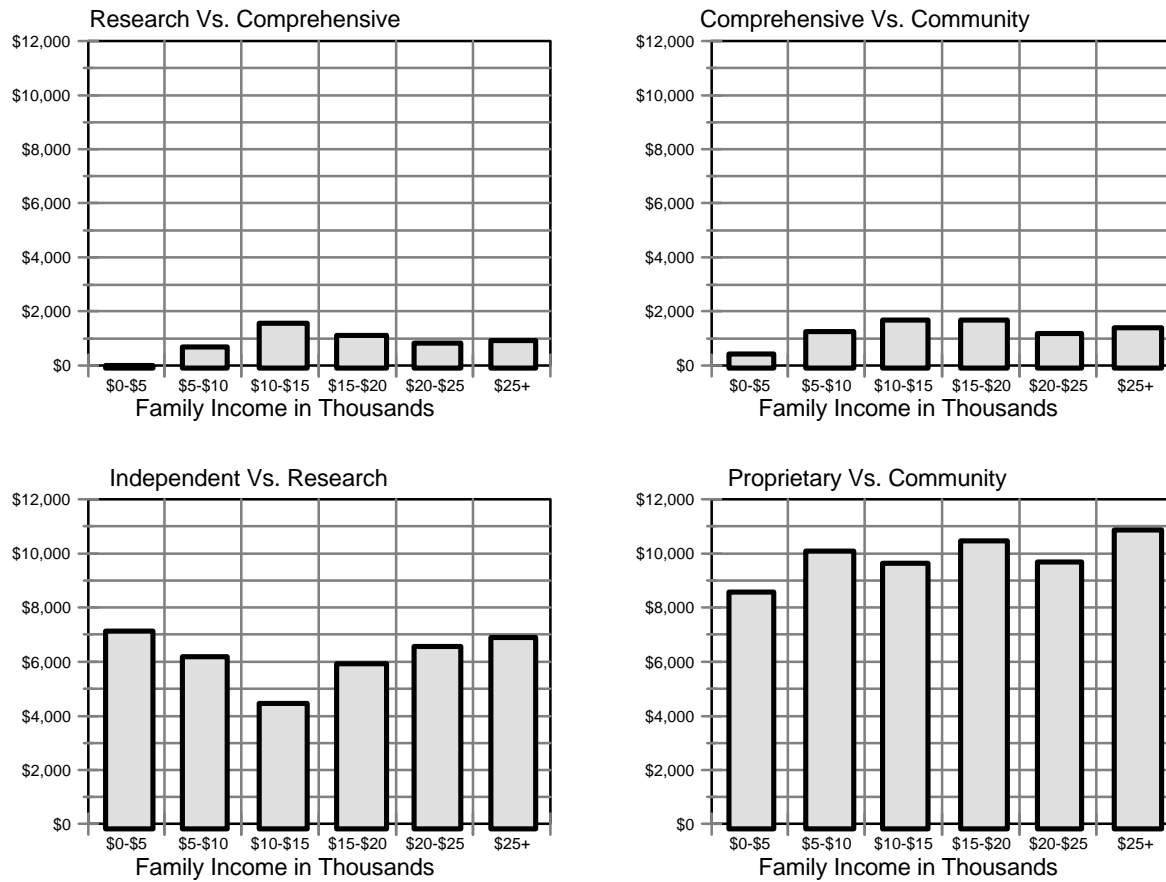 Research Vs. Comprehensive
$12,000
$10,000
$8,000
$6,000
$4,000
$2,000
$0
$0-$5 $5-$10 $10-$15 $15-$20 $20-$25 $25+
Family Income in Thousands
Comprehensive Vs. Community
$12,000
$10,000
$8,000
$6,000
$4,000
$2,000
$0
$0-$5 $5-$10 $10-$15 $15-$20 $20-$25 $25+
Family Income in Thousands
Independent Vs. Research
$12,000
$10,000
$8,000
$6,000
$4,000
$2,000
$0
$0-$5 $5-$10 $10-$15 $15-$20 $20-$25 $25+
Family Income in Thousands
Proprietary Vs. Community
$12,000
$10,000
$8,000
$6,000
$4,000
$2,000
$0
$0-$5 $5-$10 $10-$15 $15-$20 $20-$25 $25+
Family Income in Thousands